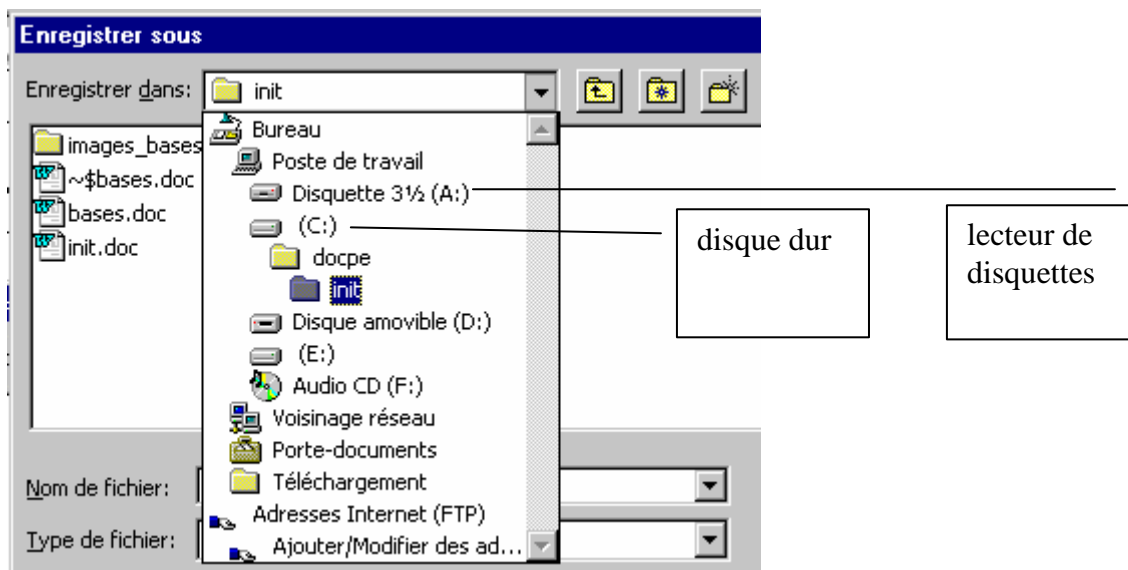 Enregistrer sous
Enregistrer dans:
init
images_bases
~$bases.doc
bases.doc
init.doc
Bureau
Poste de travail
Disquette 3½ (A:)
(C:)
docpe
init
Disque amovible (D:)
(E:)
Audio CD (F:)
Voisinage réseau
Porte-documents
Téléchargement
Adresses Internet (FTP)
Ajouter/Modifier des ad...
Nom de fichier:
Type de fichier:
disque dur
lecteur de
disquettes